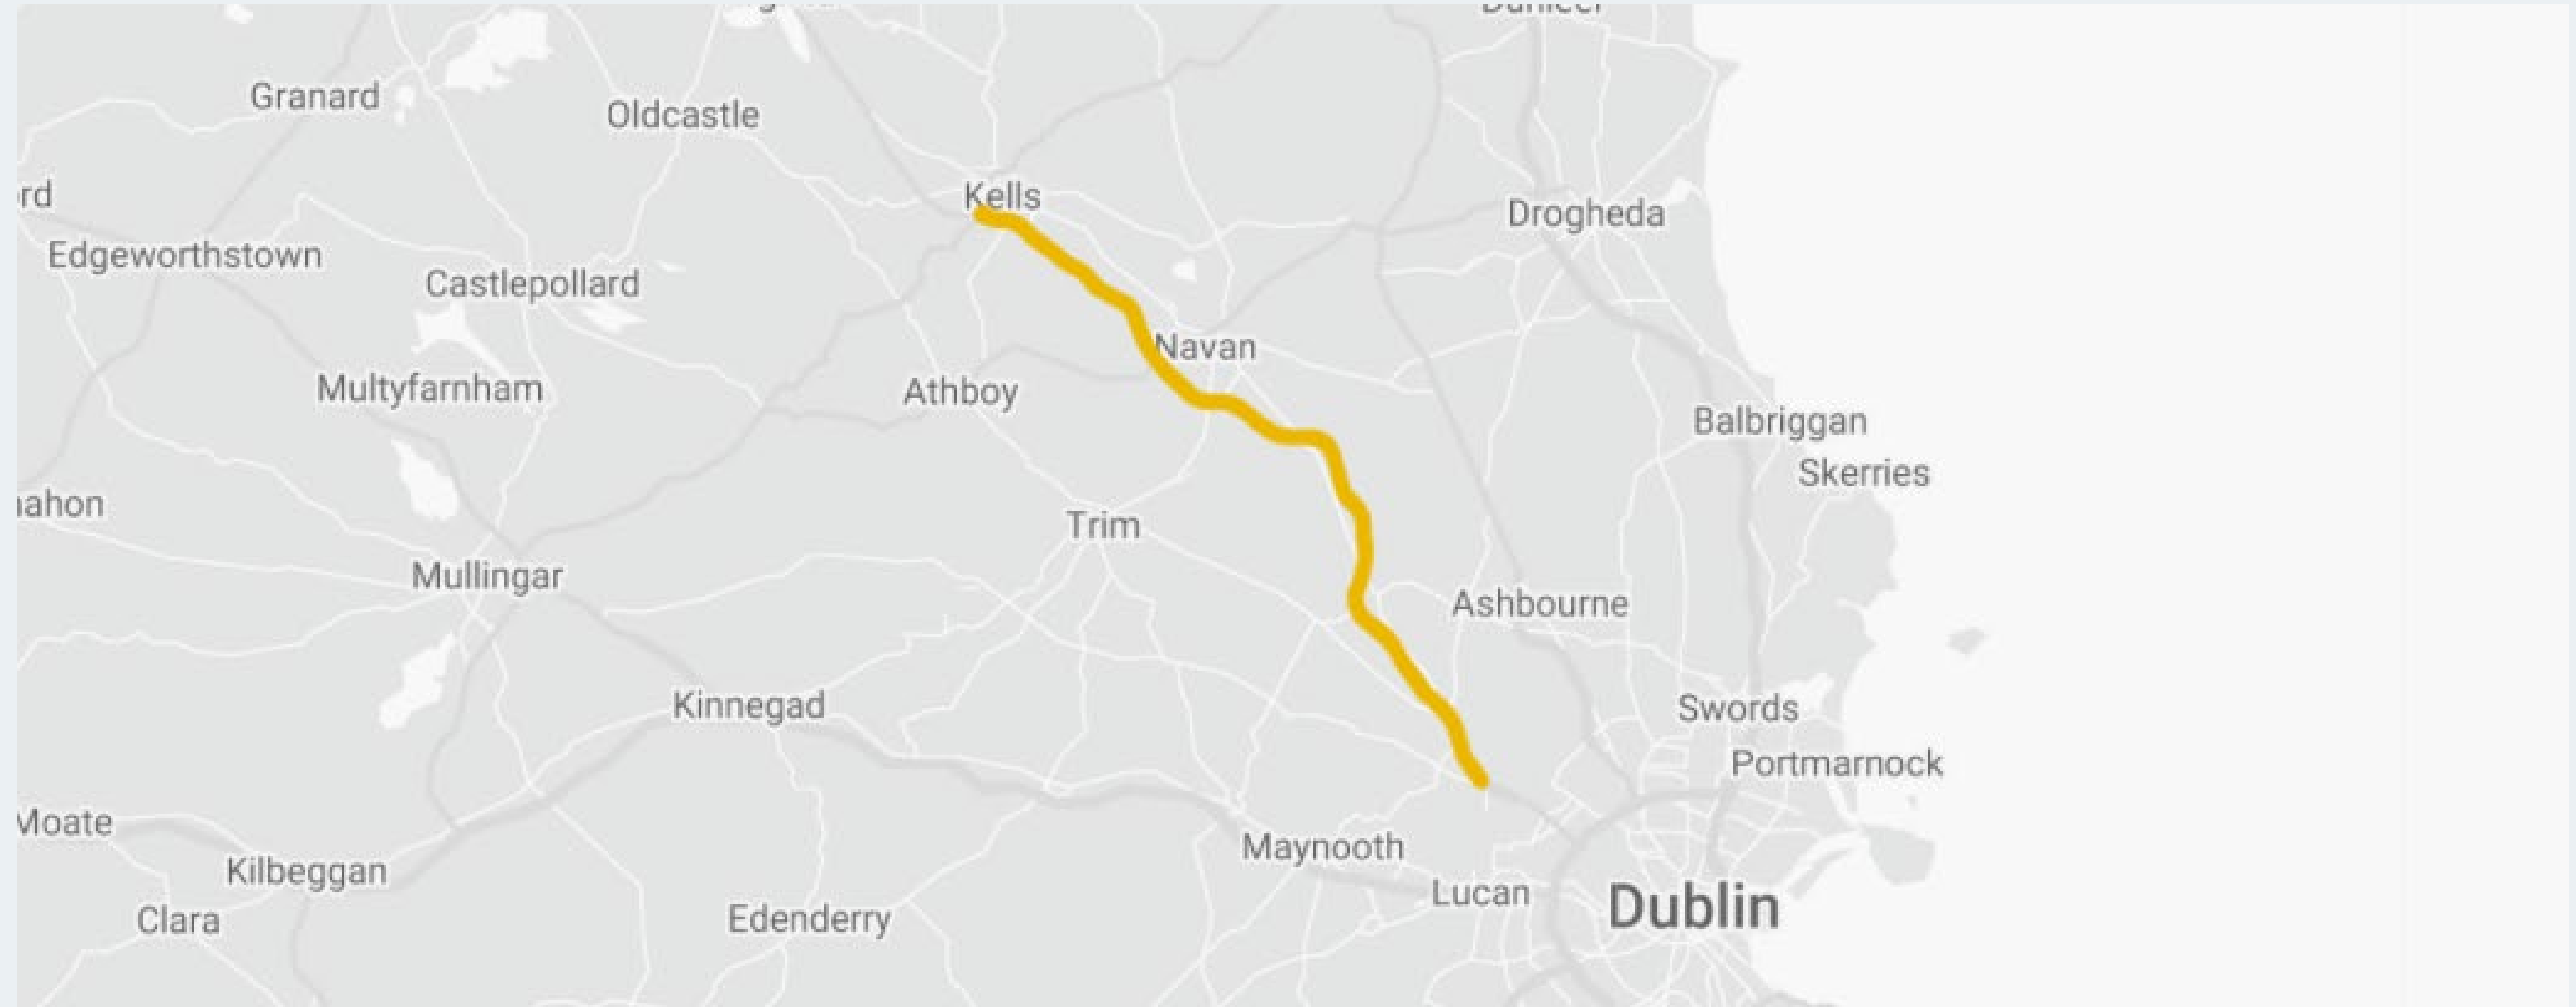 Granard
Oldcastle
Kells
Drogheda
Edgeworthstown
Castlepollard
Navan
Multyfarnham
Athboy
Balbriggan
Skerries
Trim
Mullingar
Ashbourne
Kinnegad
Swords
Portmarnock
Moate
Maynooth
Kilbeggan
Lucan
Dublin
Clara
Edenderry